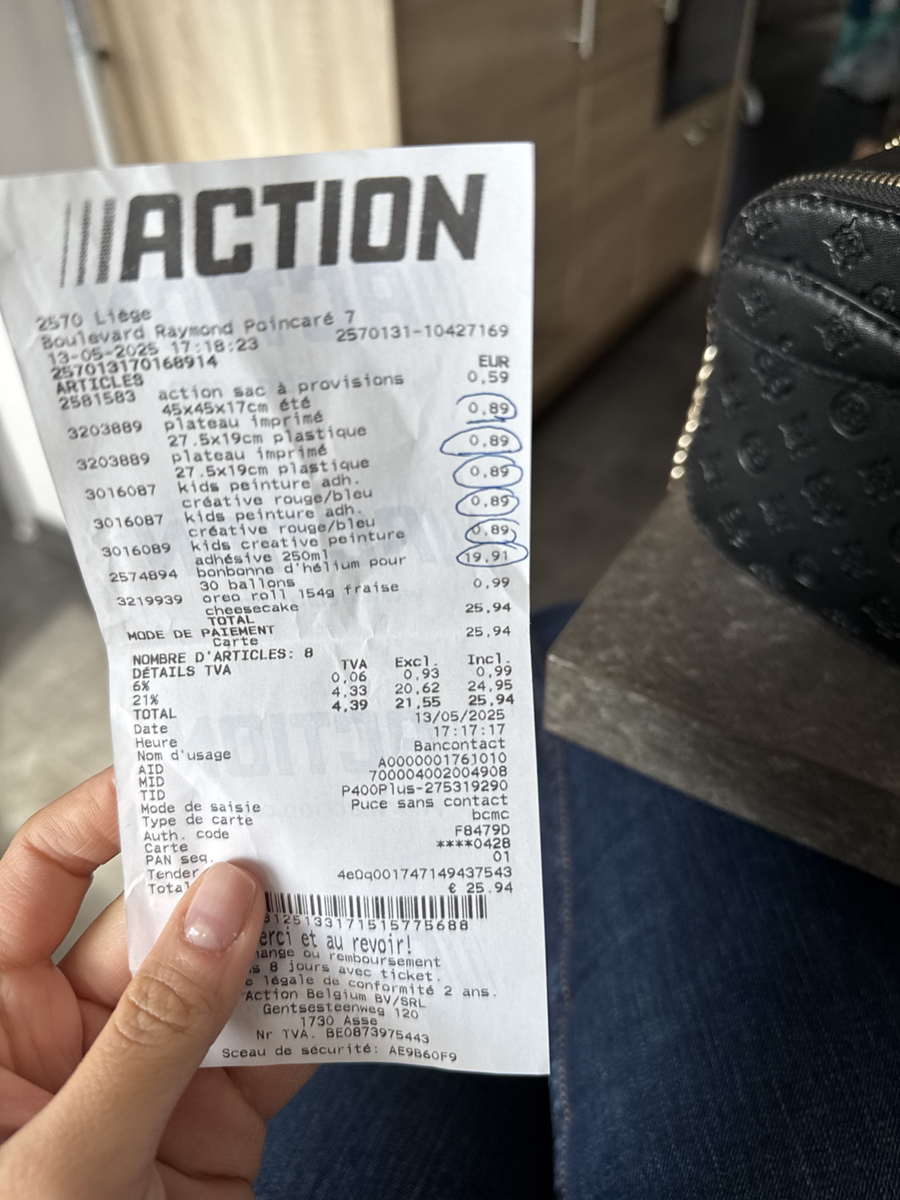 ACTION
2570 Liège
Boulevard Raymond Poincaré 7
13-05-2025 17:18:23 2570131-10427169
257013170168914
ARTICLES EUR
2581583 action sac à provisions 0,59
45x45x17cm été
3203889 plateau imprimé 0,89
27.5x19cm plastique
3203889 plateau imprimé 0,89
27.5x19cm plastique
3016087 kids peinture adh. 0,89
créative rouge/bleu
3016087 kids peinture adh. 0,89
créative rouge/bleu
3016089 kids creative peinture 0,89
adhésive 250ml
2574894 bonbonne d'hélium pour 19,91
30 ballons
3219939 oreo roll 154g fraise 0,99
cheesecake
TOTAL 25,94
MODE DE PAIEMENT
Carte 25,94
NOMBRE D'ARTICLES: 8
DÉTAILS TVA TVA Excl. Incl.
6% 0,06 0,93 0,99
21% 4,33 20,62 24,95
TOTAL 4,39 21,55 25,94
Date 13/05/2025
Heure 17:17:17
Nom d'usage Bancontact
AID A0000001761010
MID 700004002004908
TID P400Plus-275319290
Mode de saisie Puce sans contact
Type de carte bcmc
Auth. code F8479D
Carte ****0428
PAN seq. 01
Tender 4e0q001747149437543
Total € 25.94
3125133171515775688
erci et au revoir!
hange ou remboursement
s 8 jours avec ticket.
e légale de conformité 2 ans.
Action Belgium BV/SRL
Gentsesteenweg 120
1730 Asse
Nr TVA. BE0873975443
Sceau de sécurité: AE9B60F9